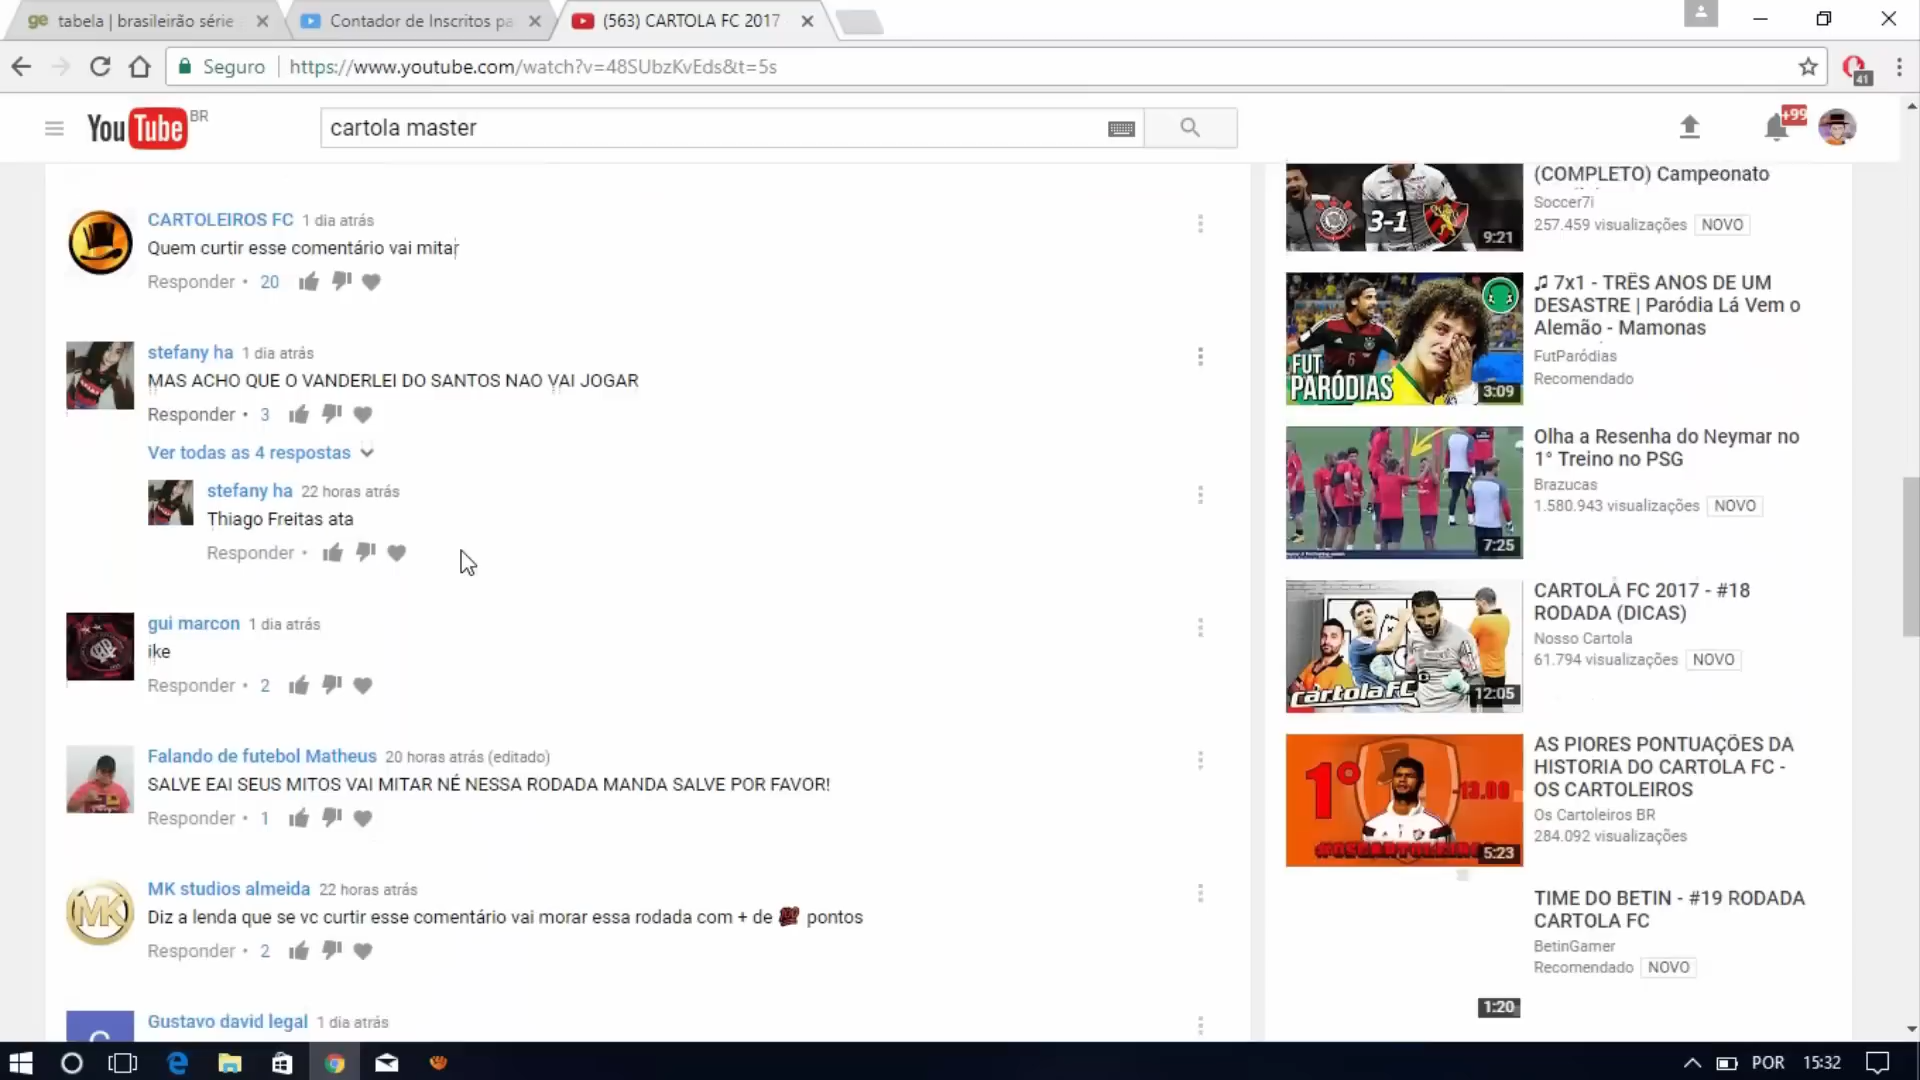 ge tabela | brasileirão série
Contador de Inscritos pa
(563) CARTOLA FC 2017
Seguro
https://www.youtube.com/watch?v=48SUbzKvEds&t=5s
41
YouTube BR
cartola master
+99
CARTOLEIROS FC 1 dia atrás
Quem curtir esse comentário vai mitar
Responder • 20
stefany ha 1 dia atrás
MAS ACHO QUE O VANDERLEI DO SANTOS NAO VAI JOGAR
Responder • 3
Ver todas as 4 respostas
stefany ha 22 horas atrás
Thiago Freitas ata
Responder •
gui marcon 1 dia atrás
ike
Responder • 2
Falando de futebol Matheus 20 horas atrás (editado)
SALVE EAI SEUS MITOS VAI MITAR NÉ NESSA RODADA MANDA SALVE POR FAVOR!
Responder • 1
MK
MK studios almeida 22 horas atrás
Diz a lenda que se vc curtir esse comentário vai morar essa rodada com + de 💯 pontos
Responder • 2
Gustavo david legal 1 dia atrás
3-1
9:21
(COMPLETO) Campeonato
Soccer7i
257.459 visualizações NOVO
FUT
PARÓDIAS
3:09
♫ 7x1 - TRÊS ANOS DE UM
DESASTRE | Paródia Lá Vem o
Alemão - Mamonas
FutParódias
Recomendado
7:25
Olha a Resenha do Neymar no
1° Treino no PSG
Brazucas
1.580.943 visualizações NOVO
cartola FC
12:05
CARTOLA FC 2017 - #18
RODADA (DICAS)
Nosso Cartola
61.794 visualizações NOVO
1º
-13.00
#OSCARTOLEIROS
5:23
AS PIORES PONTUAÇÕES DA
HISTORIA DO CARTOLA FC -
OS CARTOLEIROS
Os Cartoleiros BR
284.092 visualizações
1:20
TIME DO BETIN - #19 RODADA
CARTOLA FC
BetinGamer
Recomendado NOVO
POR
15:32